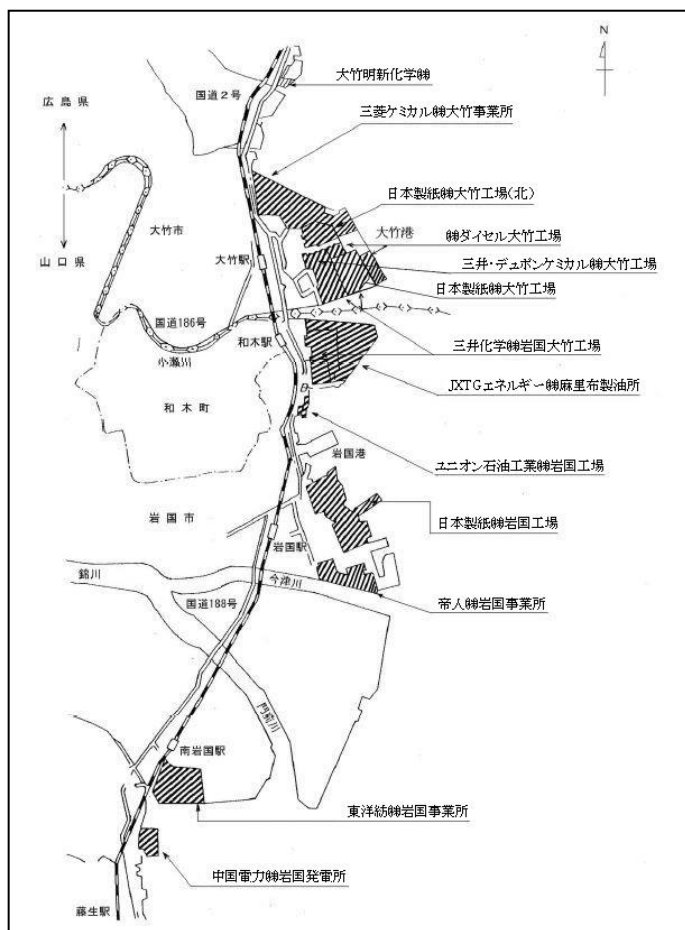 N
大竹明新化学㈱
国道2号
広島県
三菱ケミカル㈱大竹事業所
日本製紙㈱大竹工場(北)
大竹市
大竹港
㈱ダイセル大竹工場
山口県
大竹駅
三井・デュポンケミカル㈱大竹工場
日本製紙㈱大竹工場
国道186号
和木駅
三井化学㈱岩国大竹工場
小瀬川
JXTGエネルギー㈱麻里布製油所
和木町
岩国港
ユニオン石油工業㈱岩国工場
岩国市
日本製紙㈱岩国工場
岩国駅
錦川
今津川
国道188号
帝人㈱岩国事業所
門前川
南岩国駅
東洋紡㈱岩国事業所
中国電力㈱岩国発電所
藤生駅